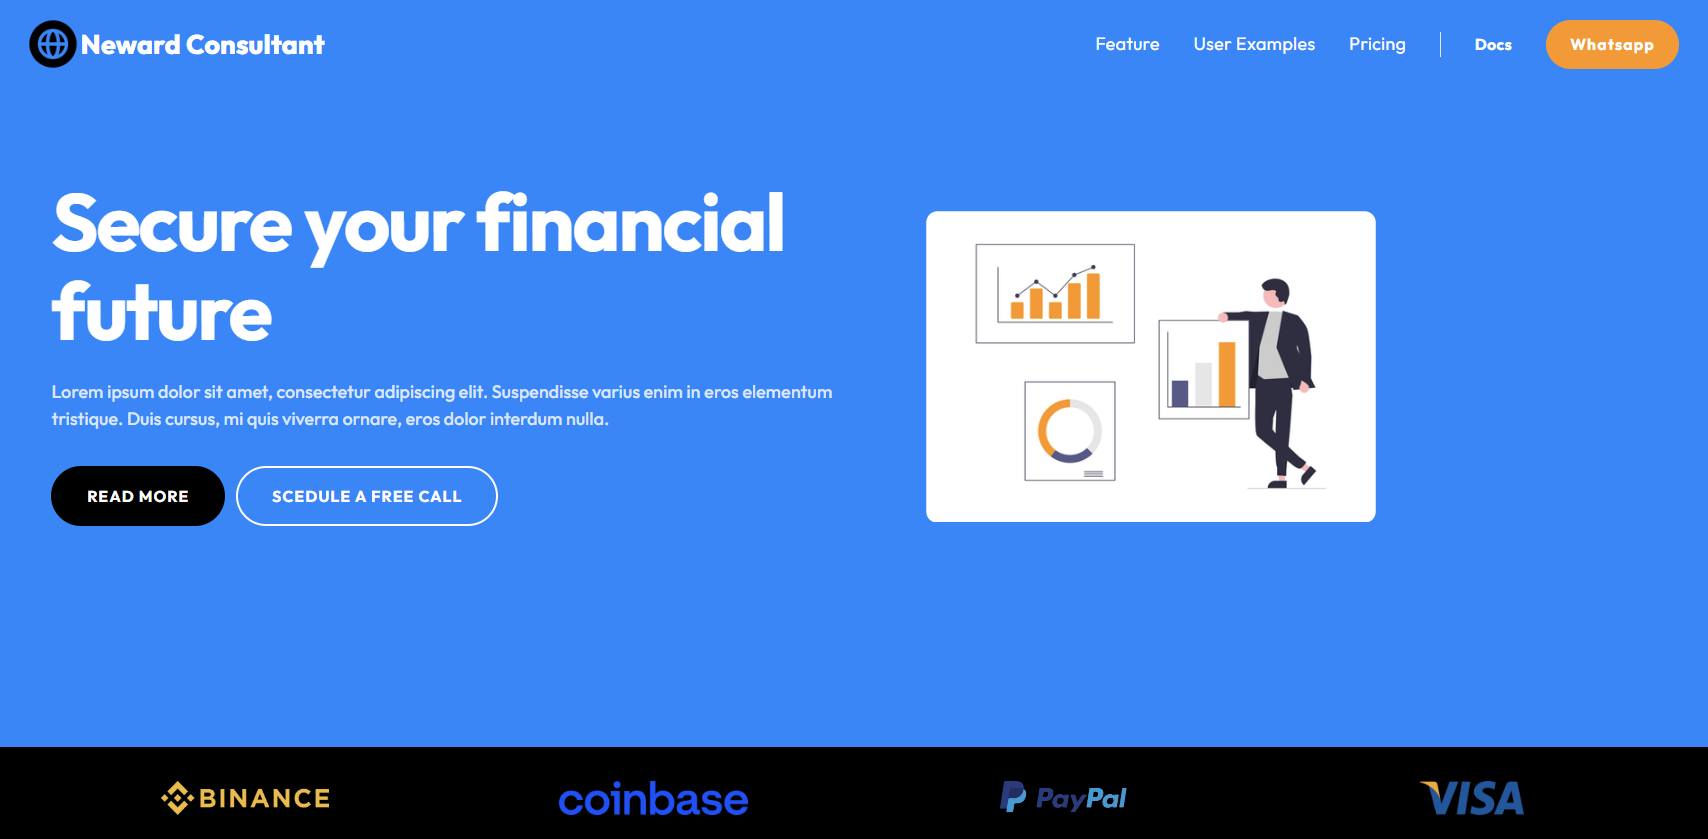 Neward Consultant
Feature User Examples Pricing Docs Whatsapp
Secure your financial
future
Lorem ipsum dolor sit amet, consectetur adipiscing elit. Suspendisse varius enim in eros elementum
tristique. Duis cursus, mi quis viverra ornare, eros dolor interdum nulla.
READ MORE SCEDULE A FREE CALL
BINANCE coinbase PayPal VISA